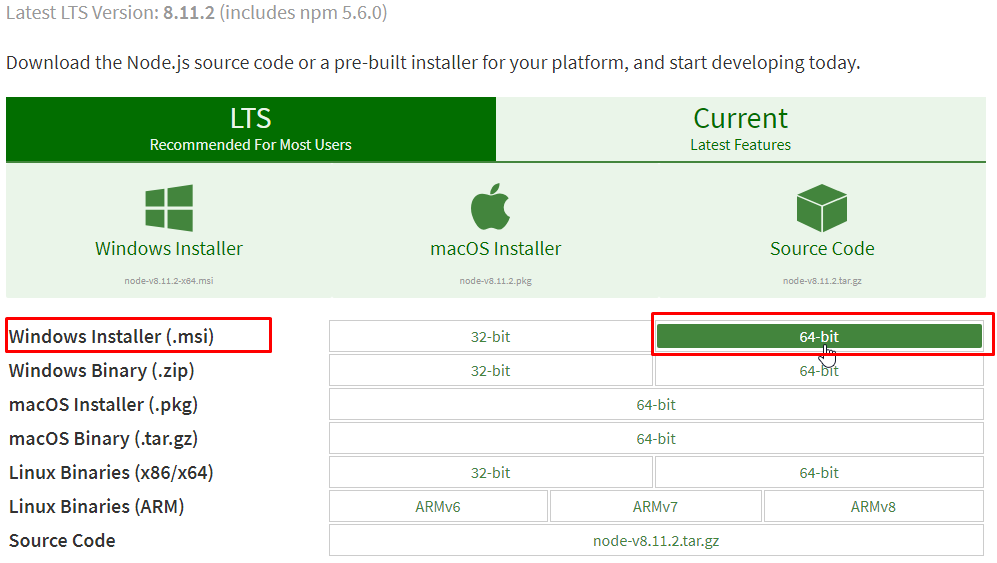 Latest LTS Version: 8.11.2 (includes npm 5.6.0)
Download the Node.js source code or a pre-built installer for your platform, and start developing today.
LTS
Recommended For Most Users
Current
Latest Features
Windows Installer
node-v8.11.2-x64.msi
macOS Installer
node-v8.11.2.pkg
Source Code
node-v8.11.2.tar.gz
Windows Installer (.msi) 32-bit 64-bit
Windows Binary (.zip) 32-bit 64-bit
macOS Installer (.pkg) 64-bit
macOS Binary (.tar.gz) 64-bit
Linux Binaries (x86/x64) 32-bit 64-bit
Linux Binaries (ARM) ARMv6 ARMv7 ARMv8
Source Code node-v8.11.2.tar.gz